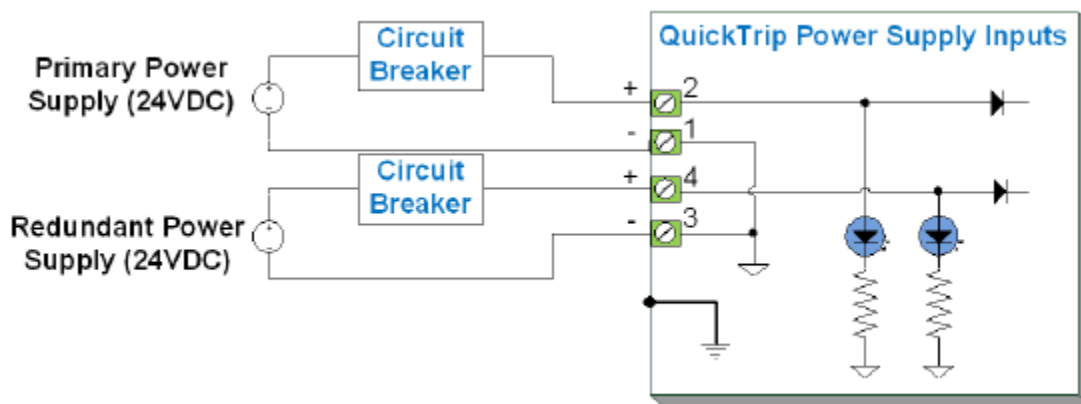 Primary Power
Supply (24VDC)
Circuit
Breaker
QuickTrip Power Supply Inputs
+
2
-
1
Redundant Power
Supply (24VDC)
Circuit
Breaker
+
4
-
3